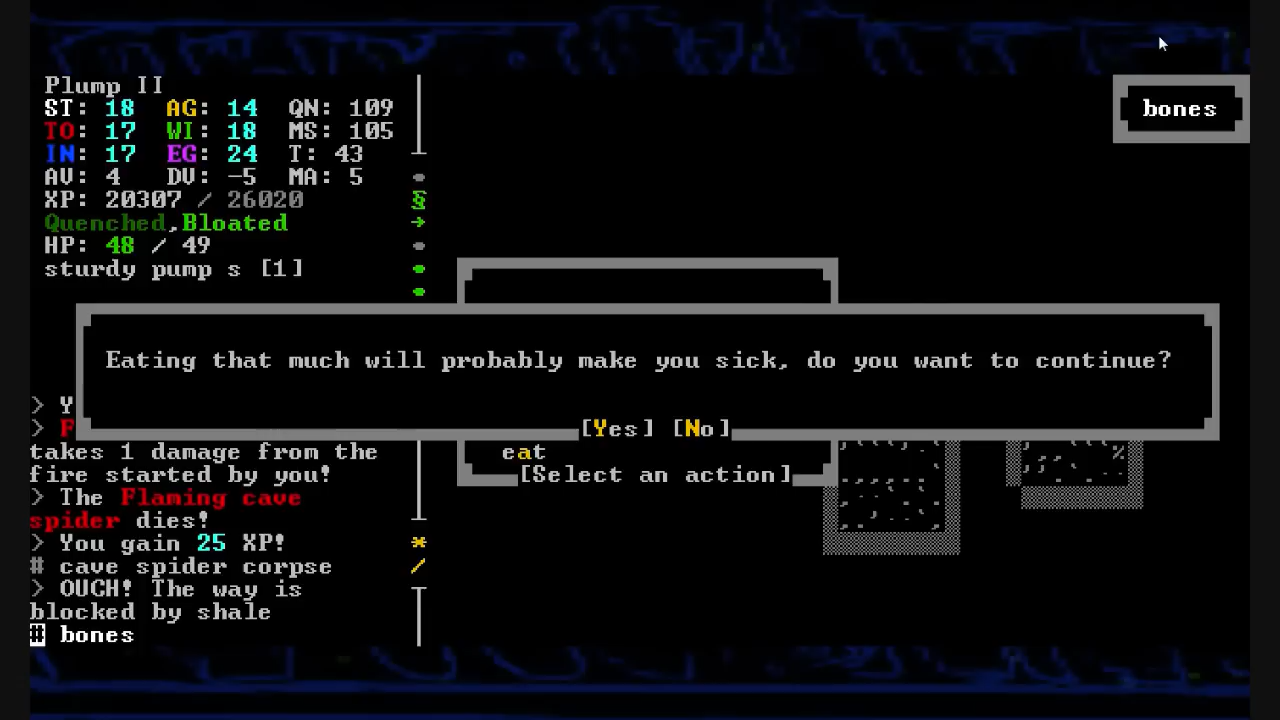 Plump II
bones
ST: 18 AG: 14 QN: 109
TO: 17 WI: 18 MS: 105
IN: 17 EG: 24 T: 43
AV: 4 DV: -5 MA: 5
XP: 20307 / 26020
Quenched,Bloated
HP: 48 / 49
sturdy pump s [1]
Eating that much will probably make you sick, do you want to continue?
[Yes] [No]
eat
[Select an action]
> Y
> F
takes 1 damage from the
fire started by you!
> The Flaming cave
spider dies!
> You gain 25 XP!
# cave spider corpse
> OUCH! The way is
blocked by shale
# bones